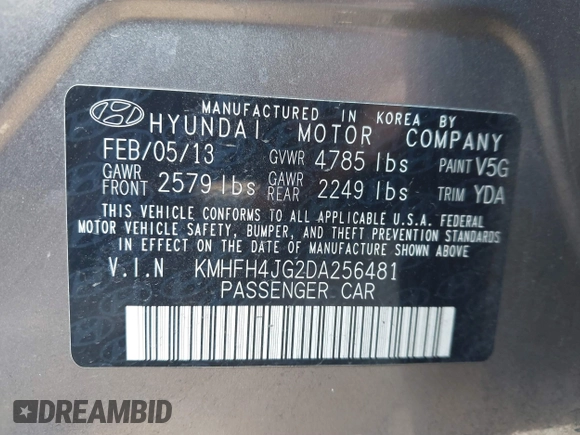 MANUFACTURED IN KOREA BY
HYUNDAI MOTOR COMPANY
FEB/05/13 GVWR 4785 lbs PAINT V5G
GAWR FRONT 2579 lbs GAWR REAR 2249 lbs TRIM YDA
THIS VEHICLE CONFORMS TO ALL APPLICABLE U.S.A. FEDERAL
MOTOR VEHICLE SAFETY, BUMPER, AND THEFT PREVENTION STANDARDS
IN EFFECT ON THE DATE OF MANUFACTURE SHOWN ABOVE
V.I.N KMHFH4JG2DA256481
PASSENGER CAR
DREAMBID